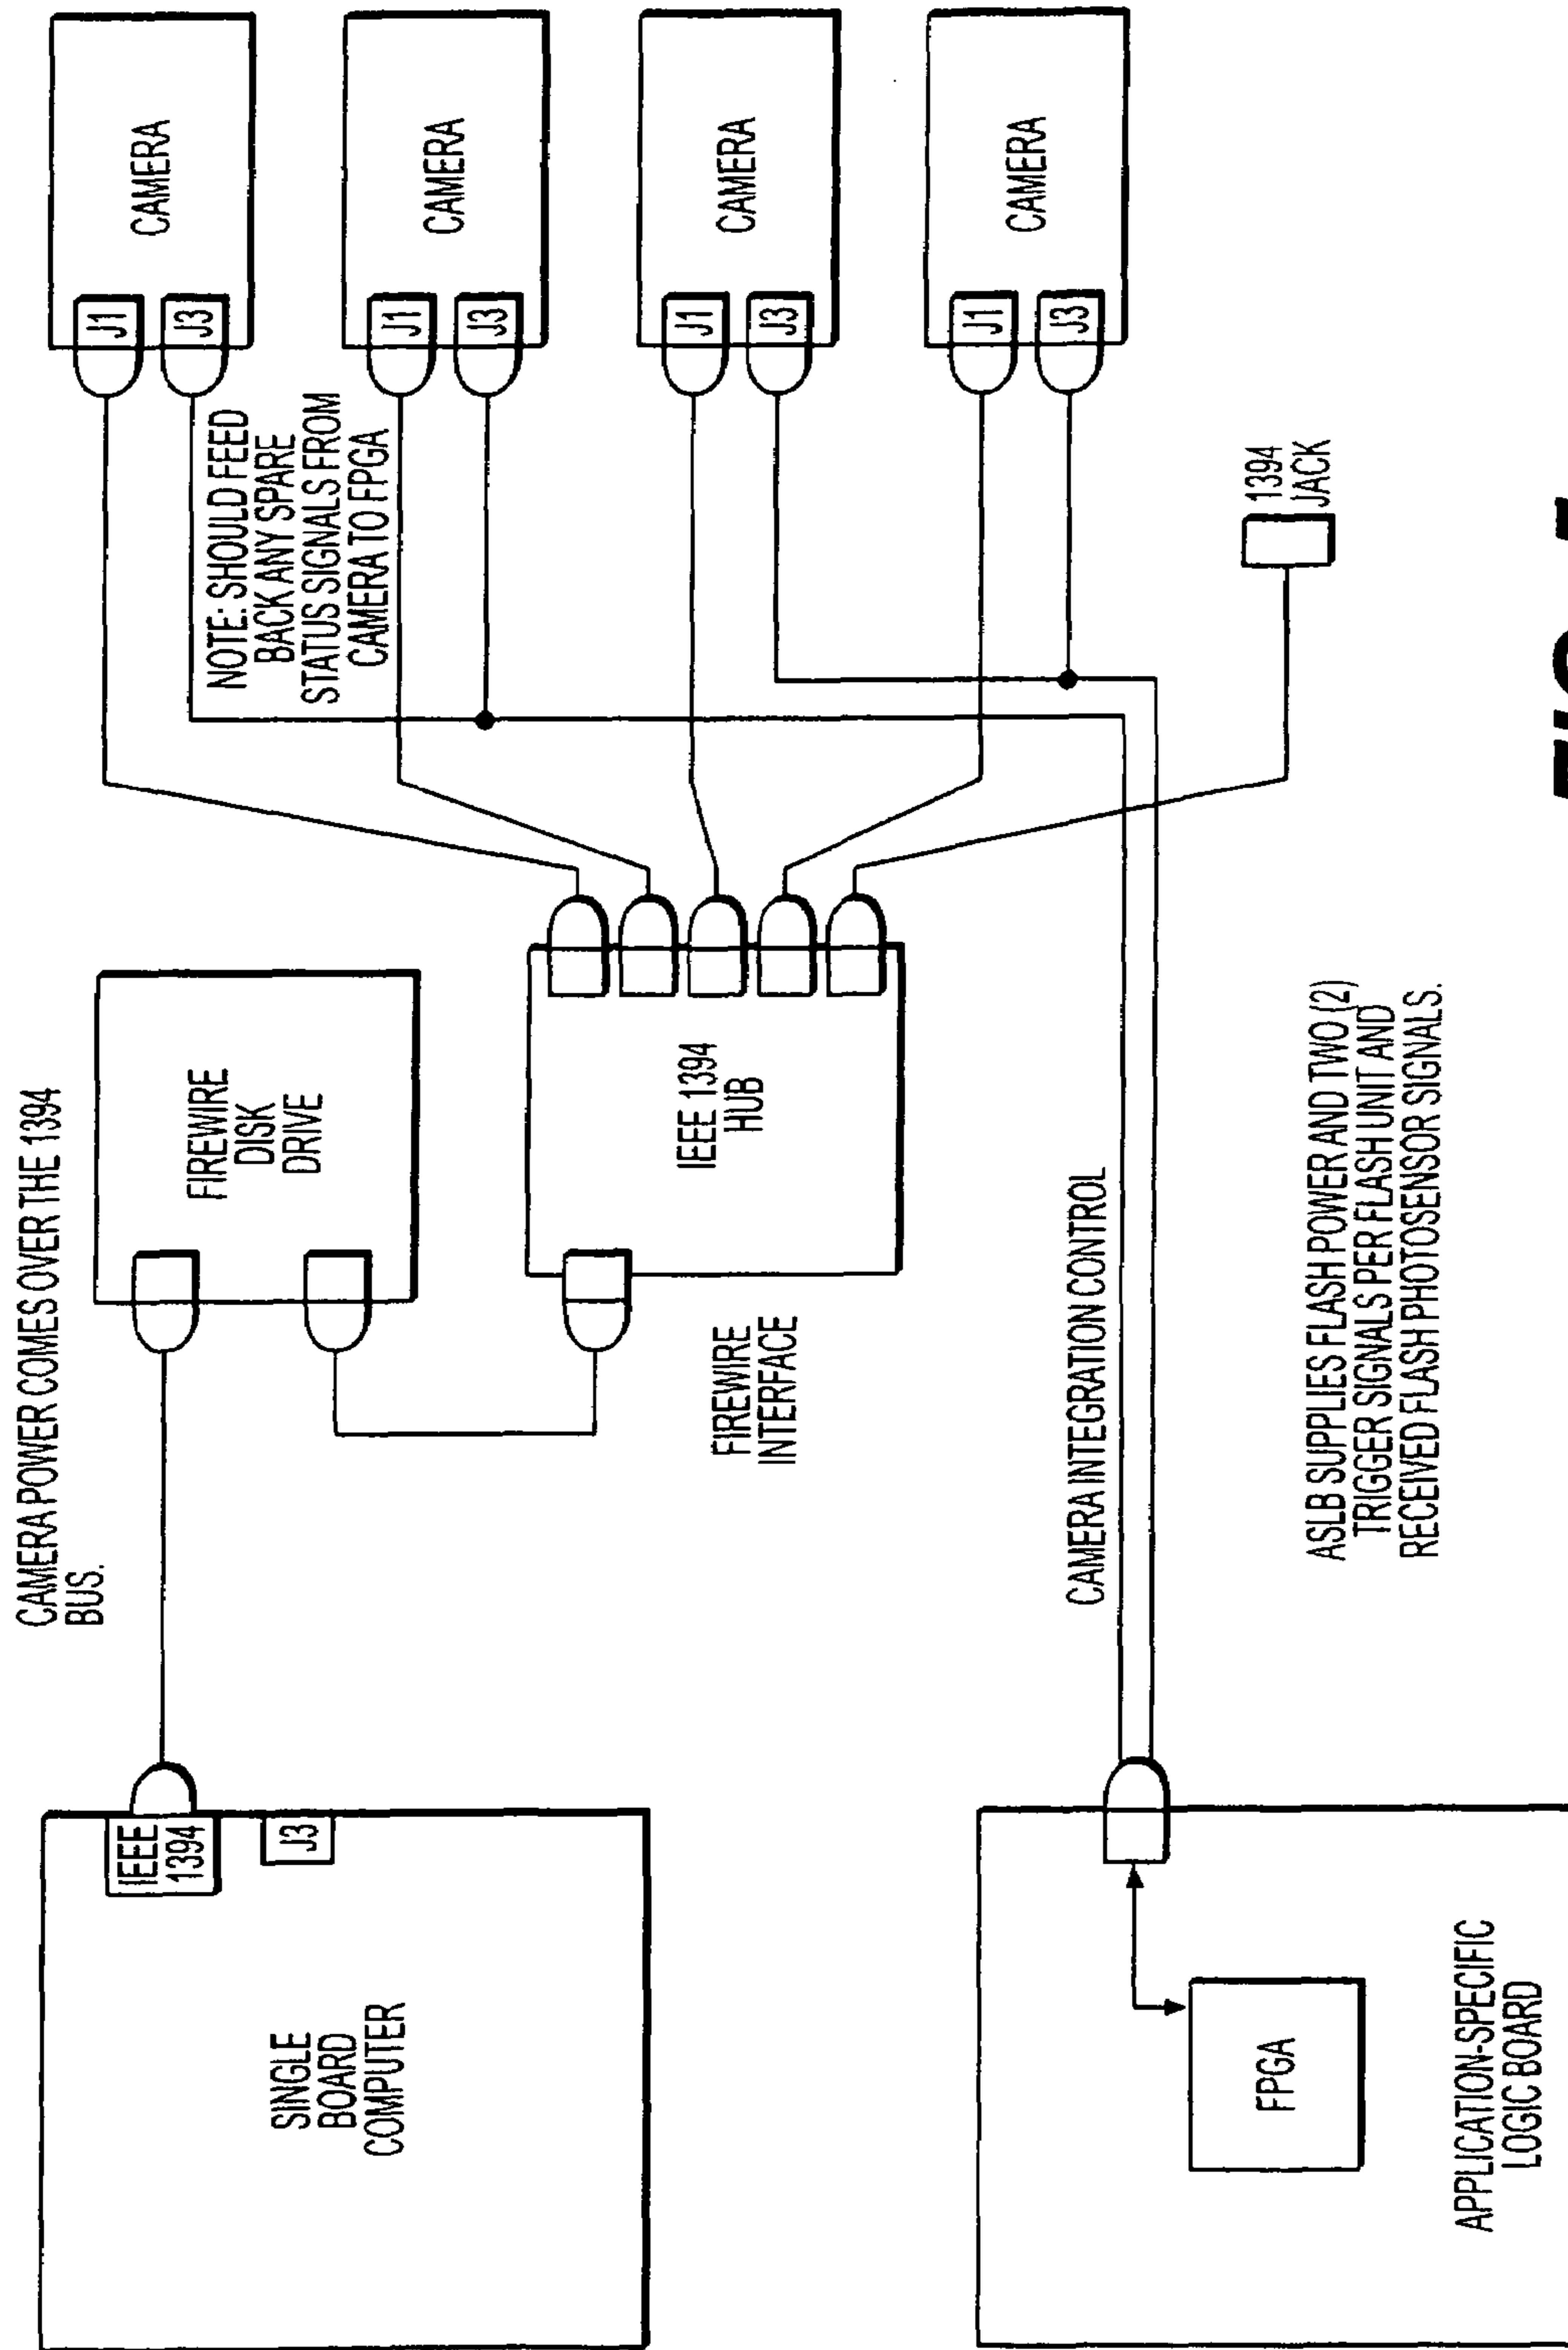 CAMERA POWER COMES OVER THE 1394
BUS.
SINGLE
BOARD
COMPUTER
IEEE
1394
J3
FIREWIRE
DISK
DRIVE
J1
J3
CAMERA
NOTE: SHOULD FEED
BACK ANY SPARE
STATUS SIGNALS FROM
CAMERA TO FPGA
J1
J3
CAMERA
IEEE 1394
HUB
FIREWIRE
INTERFACE
J1
J3
CAMERA
J1
J3
CAMERA
CAMERA INTEGRATION CONTROL
1394
JACK
FPGA
APPLICATION-SPECIFIC
LOGIC BOARD
ASLB SUPPLIES FLASH POWER AND TWO (2)
TRIGGER SIGNALS PER FLASH UNIT AND
RECEIVED FLASH PHOTOSENSOR SIGNALS.